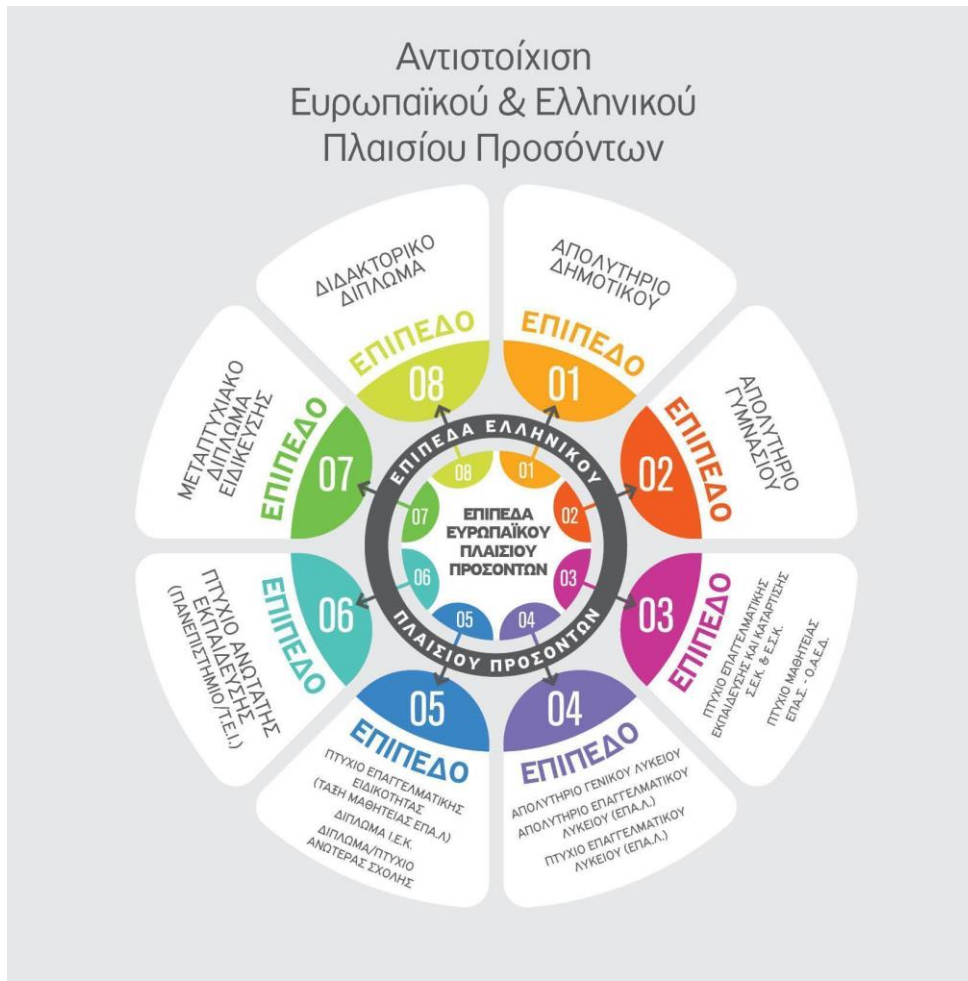 Αντιστοίχιση
Ευρωπαϊκού & Ελληνικού
Πλαισίου Προσόντων
ΑΠΟΛΥΤΗΡΙΟ
ΔΗΜΟΤΙΚΟΥ
ΕΠΙΠΕΔΟ
01
ΑΠΟΛΥΤΗΡΙΟ
ΓΥΜΝΑΣΙΟΥ
ΕΠΙΠΕΔΟ
02
ΕΠΙΠΕΔΟ
03
ΠΤΥΧΙΟ ΕΠΑΓΓΕΛΜΑΤΙΚΗΣ
ΕΚΠΑΙΔΕΥΣΗΣ ΚΑΙ ΚΑΤΑΡΤΙΣΗΣ
Σ.Ε.Κ. & Ε.Σ.Κ.
ΠΤΥΧΙΟ ΜΑΘΗΤΕΙΑΣ
ΕΠΑ.Σ. - Ο.Α.Ε.Δ.
04
ΕΠΙΠΕΔΟ
ΑΠΟΛΥΤΗΡΙΟ ΓΕΝΙΚΟΥ ΛΥΚΕΙΟΥ
ΑΠΟΛΥΤΗΡΙΟ ΕΠΑΓΓΕΛΜΑΤΙΚΟΥ
ΛΥΚΕΙΟΥ (ΕΠΑ.Λ.)
ΠΤΥΧΙΟ ΕΠΑΓΓΕΛΜΑΤΙΚΟΥ
ΛΥΚΕΙΟΥ (ΕΠΑ.Λ.)
05
ΕΠΙΠΕΔΟ
ΠΤΥΧΙΟ ΕΠΑΓΓΕΛΜΑΤΙΚΗΣ
ΕΙΔΙΚΟΤΗΤΑΣ
(ΤΑΞΗ ΜΑΘΗΤΕΙΑΣ ΕΠΑ.Λ)
ΔΙΠΛΩΜΑ Ι.Ε.Κ.
ΔΙΠΛΩΜΑ/ΠΤΥΧΙΟ
ΑΝΩΤΕΡΑΣ ΣΧΟΛΗΣ
06
ΕΠΙΠΕΔΟ
ΠΤΥΧΙΟ ΑΝΩΤΑΤΗΣ
ΕΚΠΑΙΔΕΥΣΗΣ
(ΠΑΝΕΠΙΣΤΗΜΙΟ/Τ.Ε.Ι.)
ΜΕΤΑΠΤΥΧΙΑΚΟ
ΔΙΠΛΩΜΑ
ΕΙΔΙΚΕΥΣΗΣ
ΕΠΙΠΕΔΟ
07
ΔΙΔΑΚΤΟΡΙΚΟ
ΔΙΠΛΩΜΑ
ΕΠΙΠΕΔΟ
08
ΕΠΙΠΕΔΑ ΕΛΛΗΝΙΚΟΥ
ΠΛΑΙΣΙΟΥ ΠΡΟΣΟΝΤΩΝ
01
02
03
04
05
06
07
08
ΕΠΙΠΕΔΑ
ΕΥΡΩΠΑΪΚΟΥ
ΠΛΑΙΣΙΟΥ
ΠΡΟΣΟΝΤΩΝ